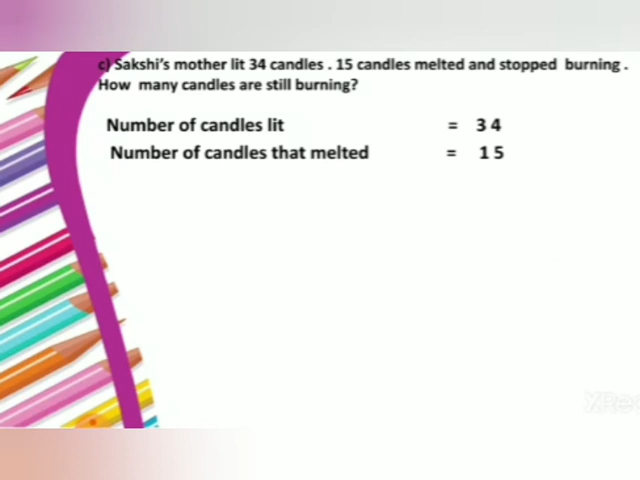 c) Sakshi's mother lit 34 candles . 15 candles melted and stopped burning .
How many candles are still burning?
Number of candles lit = 3 4
Number of candles that melted = 1 5